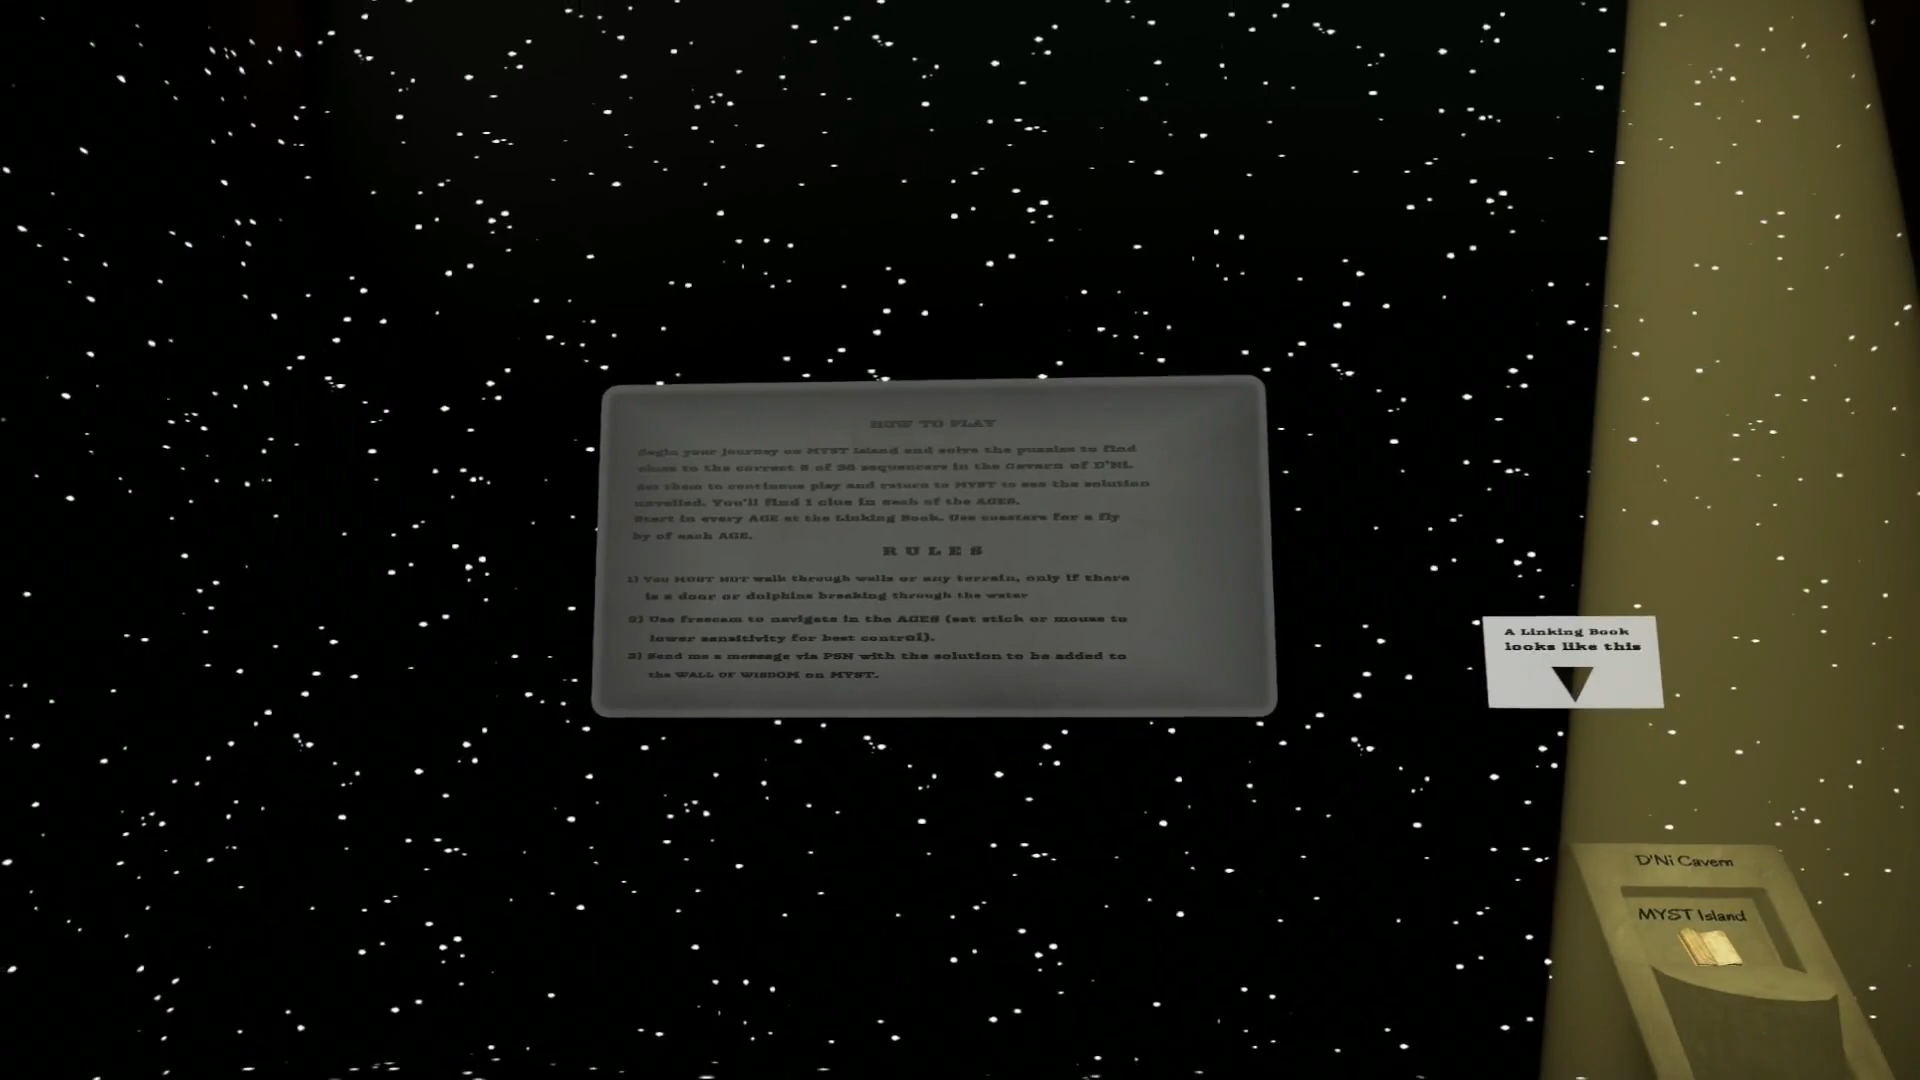 HOW TO PLAY
Begin your journey on MYST Island and solve the puzzles to find
clues to the correct 5 of 26 sequencers in the Cavern of D'NI.
Set them to continue play and return to MYST to see the solution
unveiled. You'll find 1 clue in each of the AGES.
Start in every AGE at the Linking Book. Use coasters for a fly
by of each AGE.
RULES
1) You MUST NOT walk through walls or any terrain, only if there
is a door or dolphins breaking through the water
2) Use freecam to navigate in the AGES (set stick or mouse to
lower sensitivity for best control).
3) Send me a message via PSN with the solution to be added to
the WALL OF WISDOM on MYST.
A Linking Book
looks like this
D'Ni Cavern
MYST Island